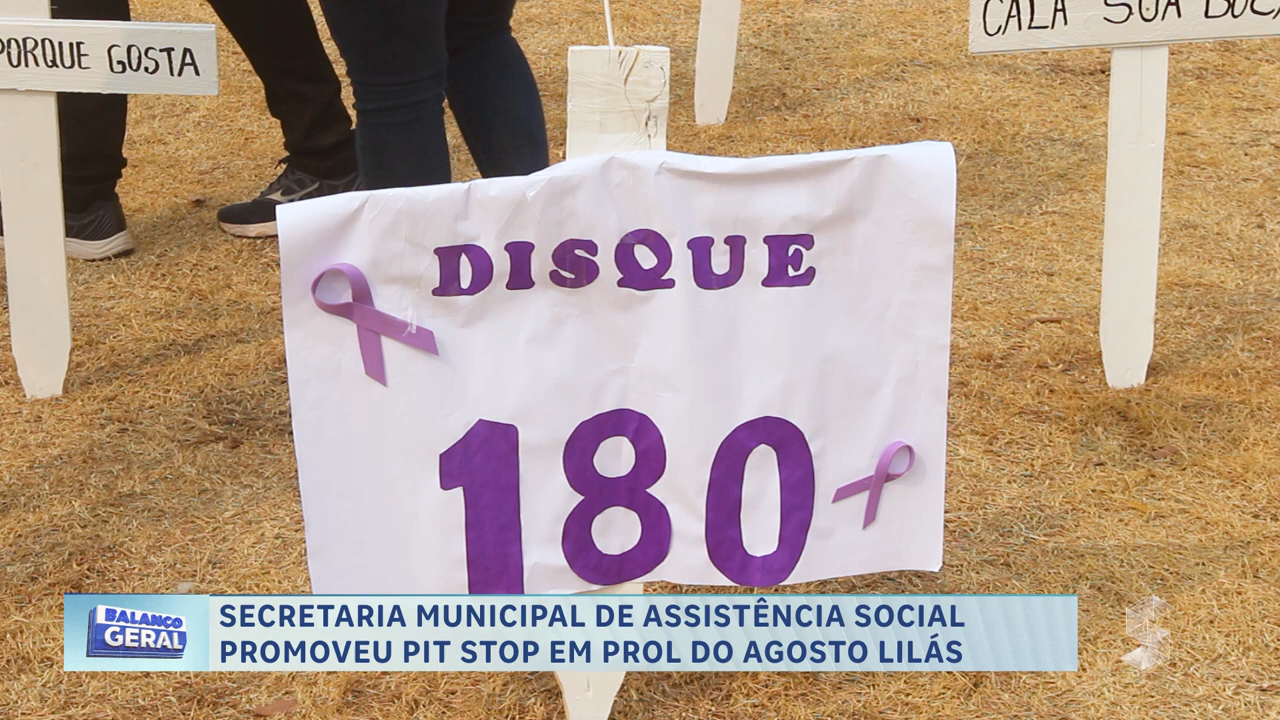 PORQUE GOSTA
CALA SUA BOCA
DISQUE
180
BALANÇO
GERAL
SECRETARIA MUNICIPAL DE ASSISTÊNCIA SOCIAL
PROMOVEU PIT STOP EM PROL DO AGOSTO LILÁS